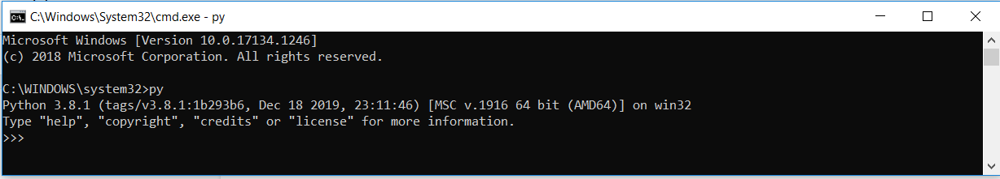 C:\Windows\System32\cmd.exe - py
Microsoft Windows [Version 10.0.17134.1246]
(c) 2018 Microsoft Corporation. All rights reserved.
C:\WINDOWS\system32>py
Python 3.8.1 (tags/v3.8.1:1b293b6, Dec 18 2019, 23:11:46) [MSC v.1916 64 bit (AMD64)] on win32
Type "help", "copyright", "credits" or "license" for more information.
>>>